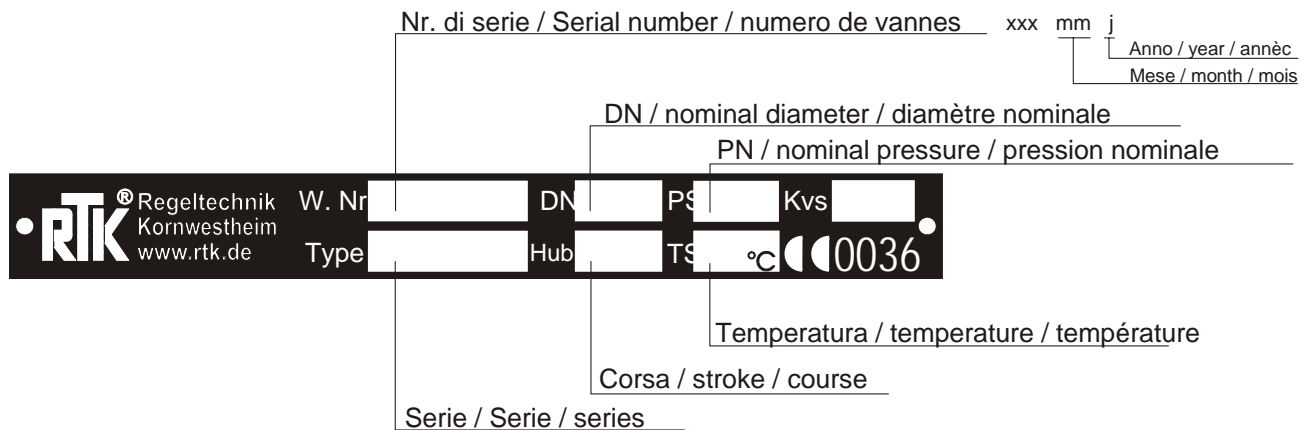 Nr. di serie / Serial number / numero de vannes xxx mm j
Anno / year / annèc
Mese / month / mois
DN / nominal diameter / diamètre nominale
PN / nominal pressure / pression nominale
RTK® Regeltechnik
Kornwestheim
www.rtk.de
W. Nr DN PS Kvs
Type Hub TS °C CE 0036
Temperatura / temperature / température
Corsa / stroke / course
Serie / Serie / series